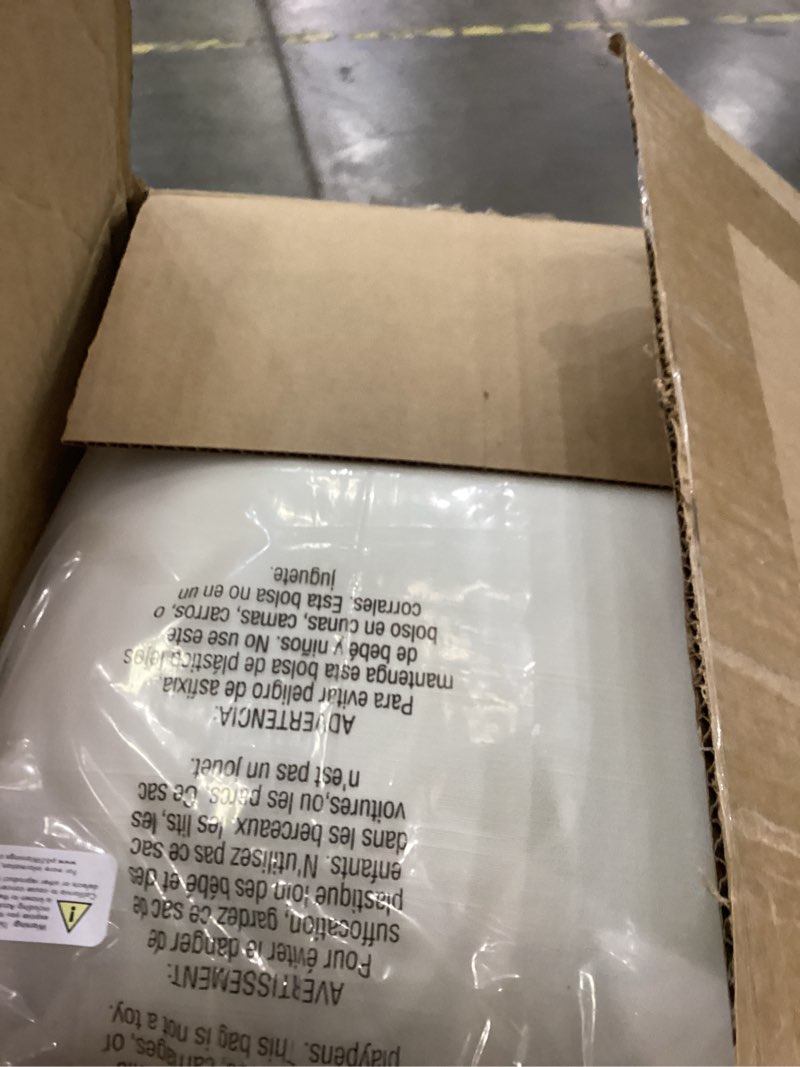 carriages, or
playpens. This bag is not a toy.
AVERTISSEMENT:
Pour éviter le danger de
suffocation, gardez ce sac de
plastique loin des bébé et des
enfants. N'utilisez pas ce sac
dans les berceaux, les lits, les
voitures,ou les parcs. Ce sac
n'est pas un jouet.
ADVERTENCIA:
Para evitar peligro de asfixia,
mantenga esta bolsa de plástico lejos
de bebé y niños. No use este
bolso en cunas, camas, carros, o
corrales. Esta bolsa no en un
juguete.
Warning: